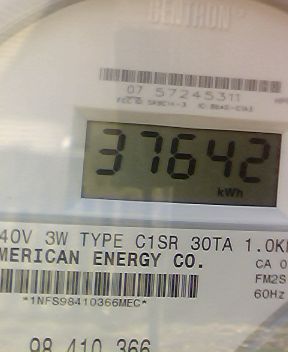 CENTRON
07 57245311
37642
kWh
40V 3W TYPE C1SR 30TA 1.0K
MERICAN ENERGY CO.
CA 0
FM2S
*1NFS98410366MEC*
60Hz
98 410 366